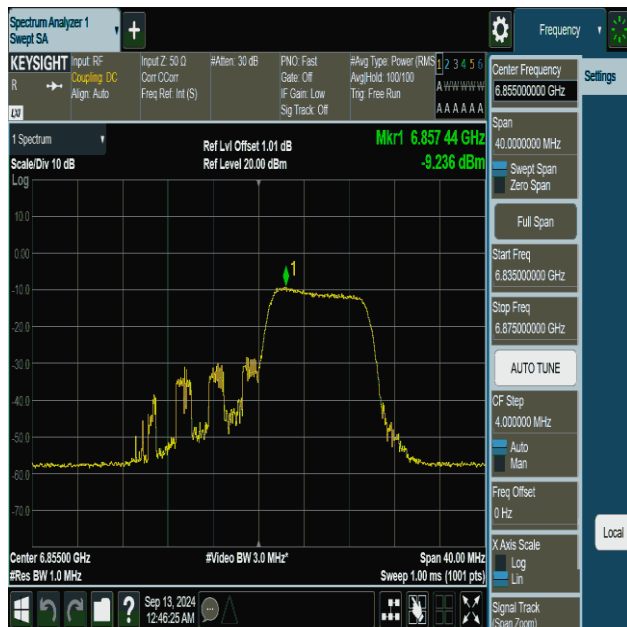 Spectrum Analyzer 1
Swept SA
Frequency
KEYSIGHT
R
LXI
Input: RF
Coupling: DC
Align: Auto
Input Z: 50 Ω
Corr CCorr
Freq Ref: Int (S)
#Atten: 30 dB
PNO: Fast
Gate: Off
IF Gain: Low
Sig Track: Off
#Avg Type: Power (RMS
Avg|Hold: 100/100
Trig: Free Run
1 2 3 4 5 6
A W W W W W
A A A A A A
1 Spectrum
Scale/Div 10 dB
Log
Ref Lvl Offset 1.01 dB
Ref Level 20.00 dBm
Mkr1 6.857 44 GHz
-9.236 dBm
10.0
0.00
-10.0
-20.0
-30.0
-40.0
-50.0
-60.0
-70.0
1
Center 6.85500 GHz
#Res BW 1.0 MHz
#Video BW 3.0 MHz*
Span 40.00 MHz
Sweep 1.00 ms (1001 pts)
Sep 13, 2024
12:46:25 AM
Center Frequency
6.855000000 GHz
Span
40.0000000 MHz
Swept Span
Zero Span
Full Span
Start Freq
6.835000000 GHz
Stop Freq
6.875000000 GHz
AUTO TUNE
CF Step
4.000000 MHz
Auto
Man
Freq Offset
0 Hz
X Axis Scale
Log
Lin
Signal Track
(Span Zoom)
Settings
Local